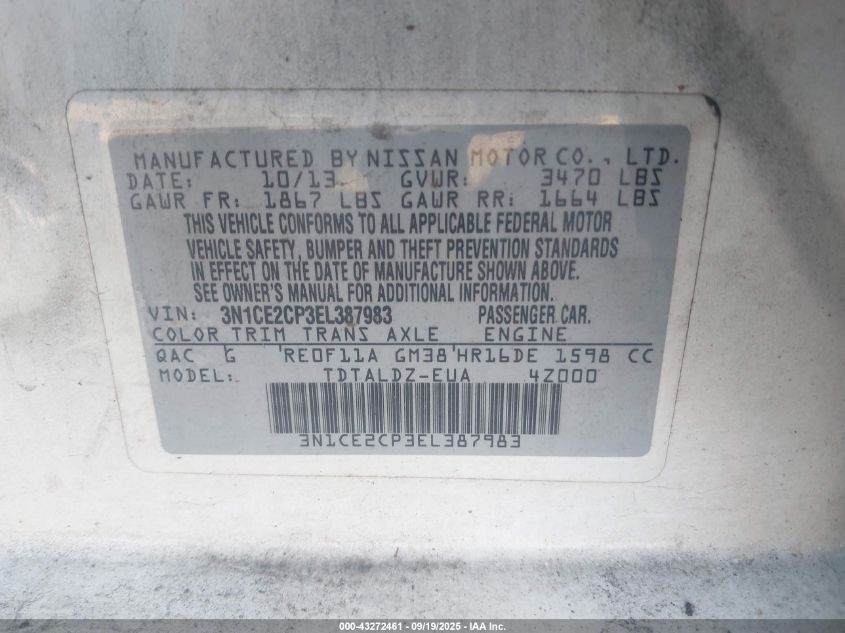 MANUFACTURED BY NISSAN MOTOR CO., LTD.
DATE: 10/13 GVWR: 3470 LBS
GAWR FR: 1867 LBS GAWR RR: 1664 LBS
THIS VEHICLE CONFORMS TO ALL APPLICABLE FEDERAL MOTOR
VEHICLE SAFETY, BUMPER AND THEFT PREVENTION STANDARDS
IN EFFECT ON THE DATE OF MANUFACTURE SHOWN ABOVE.
SEE OWNER'S MANUAL FOR ADDITIONAL INFORMATION.
VIN: 3N1CE2CP3EL387983 PASSENGER CAR.
COLOR TRIM TRANS AXLE ENGINE
QAC G RE0F11A GM38 HR16DE 1598 CC
MODEL: TDTALDZ-EUA 4Z000
3N1CE2CP3EL387983
000-43272461 - 09/19/2025 - IAA Inc.